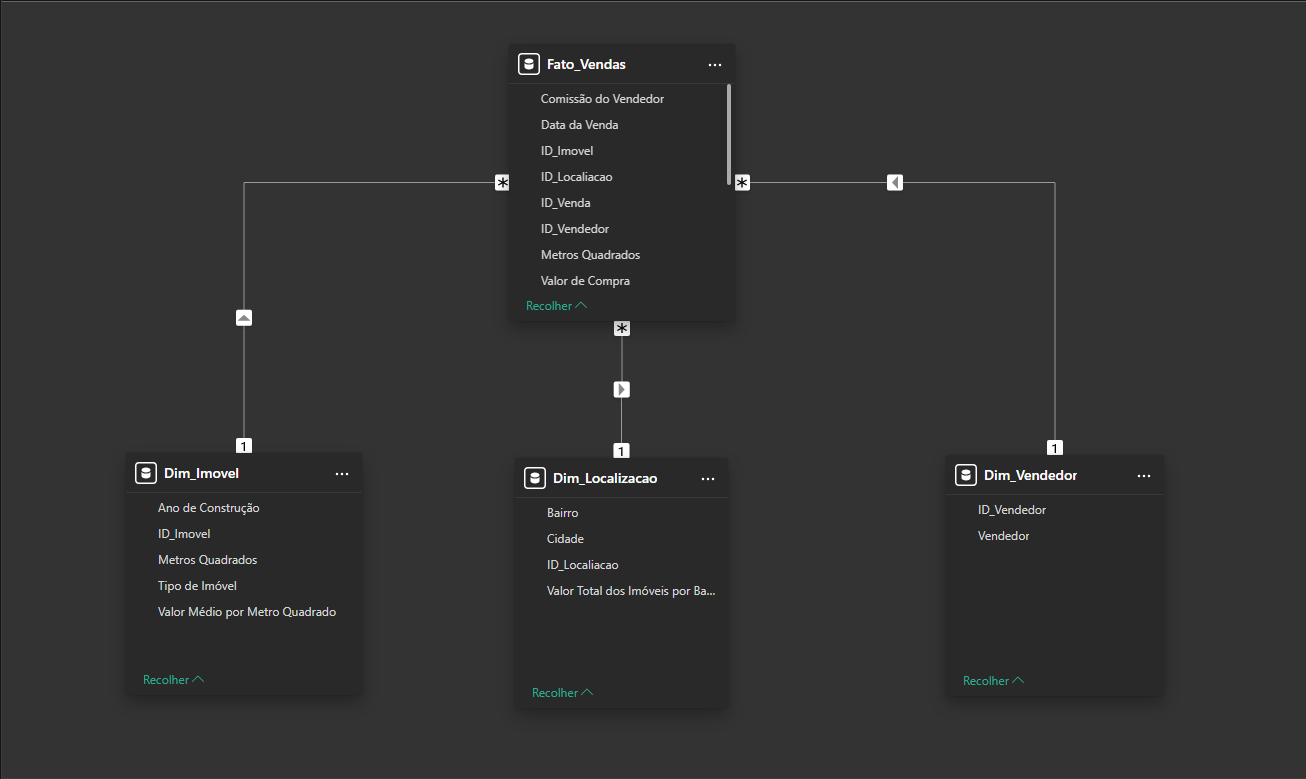 Fato_Vendas
Comissão do Vendedor
Data da Venda
ID_Imovel
ID_Localiacao
ID_Venda
ID_Vendedor
Metros Quadrados
Valor de Compra
Recolher
*
*
*
1
1
1
Dim_Imovel
Ano de Construção
ID_Imovel
Metros Quadrados
Tipo de Imóvel
Valor Médio por Metro Quadrado
Recolher
Dim_Localizacao
Bairro
Cidade
ID_Localiacao
Valor Total dos Imóveis por Ba...
Recolher
Dim_Vendedor
ID_Vendedor
Vendedor
Recolher